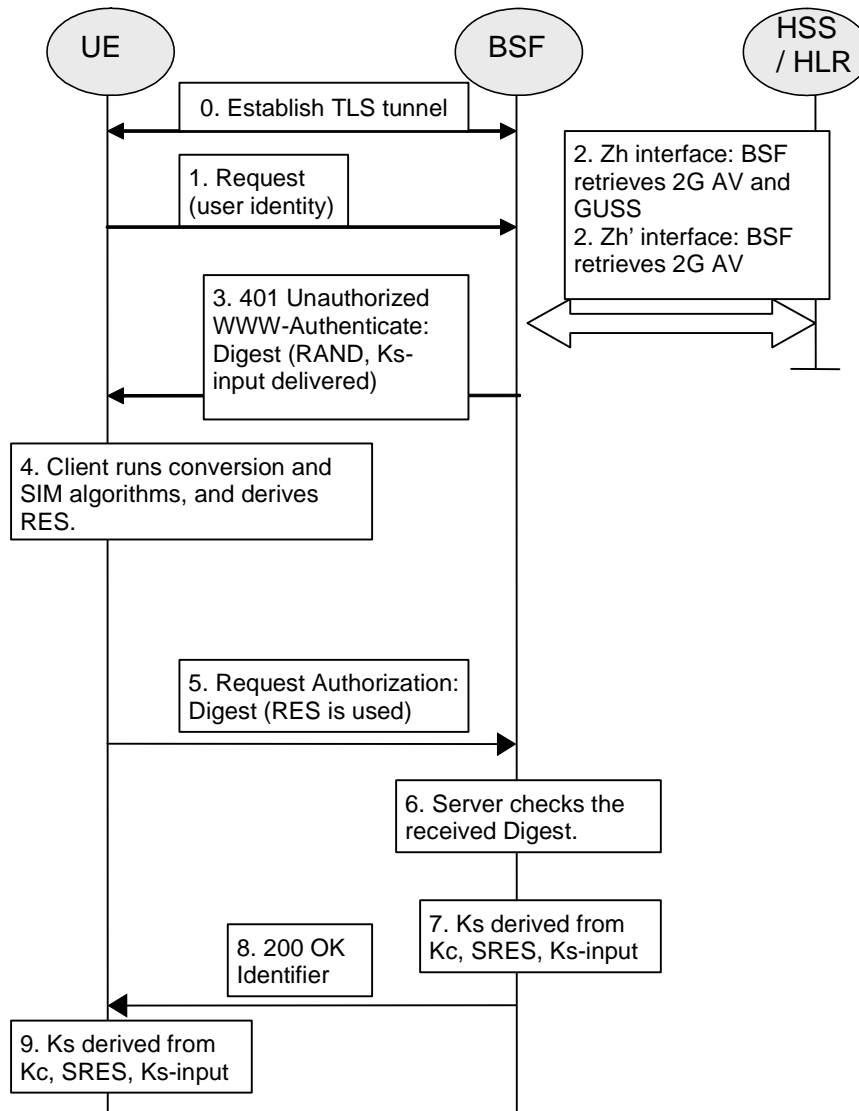 UE
BSF
HSS
/ HLR
0. Establish TLS tunnel
1. Request
(user identity)
2. Zh interface: BSF
retrieves 2G AV and
GUSS
2. Zh’ interface: BSF
retrieves 2G AV
3. 401 Unauthorized
WWW-Authenticate:
Digest (RAND, Ks-
input delivered)
4. Client runs conversion and
SIM algorithms, and derives
RES.
5. Request Authorization:
Digest (RES is used)
6. Server checks the
received Digest.
7. Ks derived from
Kc, SRES, Ks-input
8. 200 OK
Identifier
9. Ks derived from
Kc, SRES, Ks-input